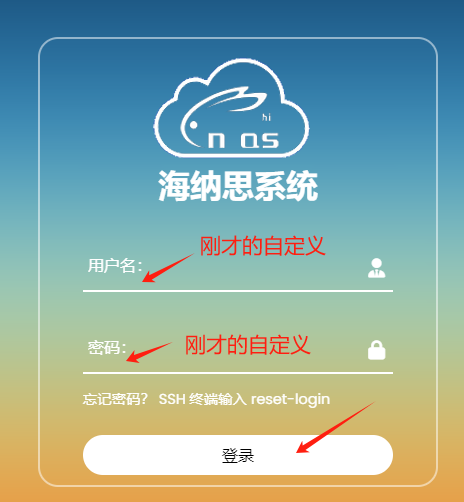 hi
nas
海纳思系统
刚才的自定义
用户名：
刚才的自定义
密码：
忘记密码？ SSH 终端输入 reset-login
登录